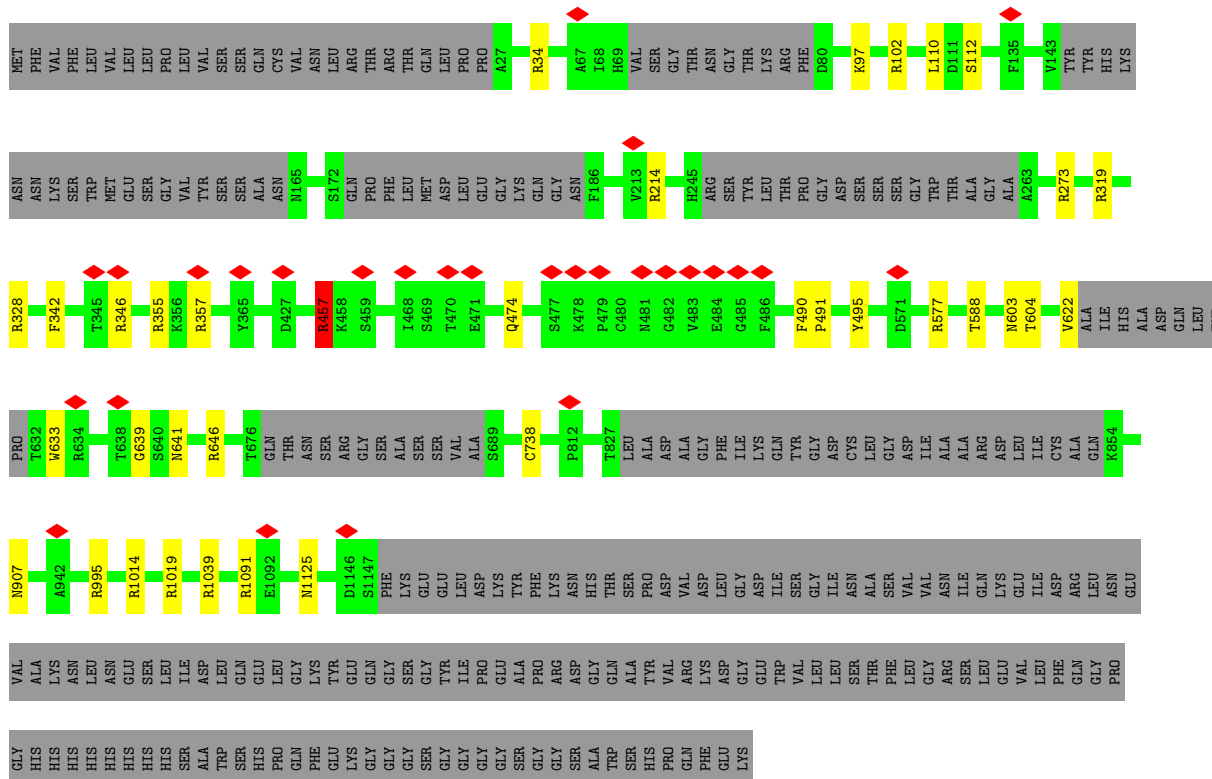 MET PHE VAL PHE LEU VAL LEU LEU PRO LEU VAL SER SER GLN CYS VAL ASN LEU ARG THR ARG THR GLN LEU PRO PRO A27 R34 A67 I68 H69 VAL SER GLY THR ASN GLY THR LYS ARG PHE D80 K97 R102 L110 D111 S112 F135 V143 TYR TYR HIS LYS
ASN ASN LYS SER TRP MET GLU SER GLY VAL TYR SER SER ALA ASN N165 S172 GLN PRO PHE LEU MET ASP LEU GLU GLY LYS GLN GLY ASN F186 V213 R214 H245 ARG SER TYR LEU THR PRO GLY ASP SER SER SER GLY TRP THR ALA GLY ALA A263 R273 R319
R328 F342 T345 R346 R355 K356 R357 Y365 D427 R457 K458 S459 I468 S469 T470 E471 Q474 S477 K478 P479 C480 N481 G482 V483 E484 G485 F486 F490 P491 Y495 D571 R577 T588 N603 T604 V622 ALA ILE HIS ALA ASP GLN LEU
PRO T632 W633 R634 T638 G639 S640 N641 R646 T676 GLN THR ASN SER ARG GLY SER ALA SER SER VAL ALA S689 C738 P812 T827 LEU ALA ASP ALA GLY PHE ILE LYS GLN TYR GLY ASP CYS LEU GLY ASP ILE ALA ALA ARG ASP LEU ILE CYS ALA GLN K854
N907 A942 R995 R1014 R1019 R1039 R1091 E1092 N1125 D1146 S1147 PHE LYS GLU GLU LEU ASP LYS TYR PHE LYS ASN HIS THR SER PRO ASP VAL ASP LEU GLY ASP ILE SER GLY ILE ASN ALA SER VAL VAL ASN ILE GLN LYS GLU ILE ASP ARG LEU ASN GLU
VAL ALA LYS ASN LEU ASN GLU SER LEU ILE ASP LEU GLN GLU LEU GLY LYS TYR GLU GLN GLY SER GLY TYR ILE PRO GLU ALA PRO ARG ASP GLY GLN ALA TYR VAL ARG LYS ASP GLY GLU TRP VAL LEU LEU SER THR PHE LEU GLY ARG SER LEU GLU VAL LEU PHE GLN GLY PRO
GLY HIS HIS HIS HIS HIS HIS HIS HIS SER ALA TRP SER HIS PRO GLN PHE GLU LYS GLY GLY GLY SER GLY GLY GLY GLY SER GLY GLY SER ALA TRP SER HIS PRO GLN PHE GLU LYS